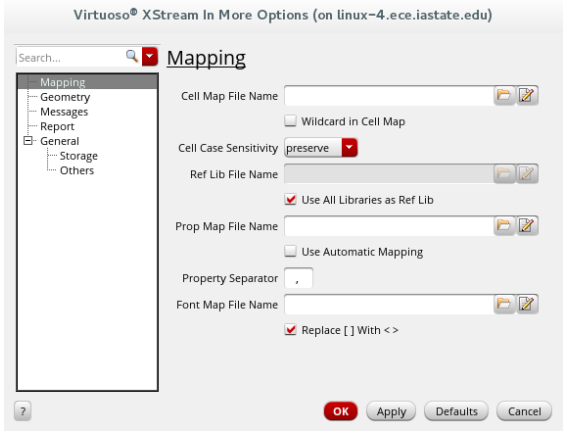 Virtuoso® XStream In More Options (on linux-4.ece.iastate.edu)
Search...
Mapping
Geometry
Messages
Report
General
Storage
Others
Mapping
Cell Map File Name
Wildcard in Cell Map
Cell Case Sensitivity preserve
Ref Lib File Name
Use All Libraries as Ref Lib
Prop Map File Name
Use Automatic Mapping
Property Separator ,
Font Map File Name
Replace [ ] With < >
? OK Apply Defaults Cancel